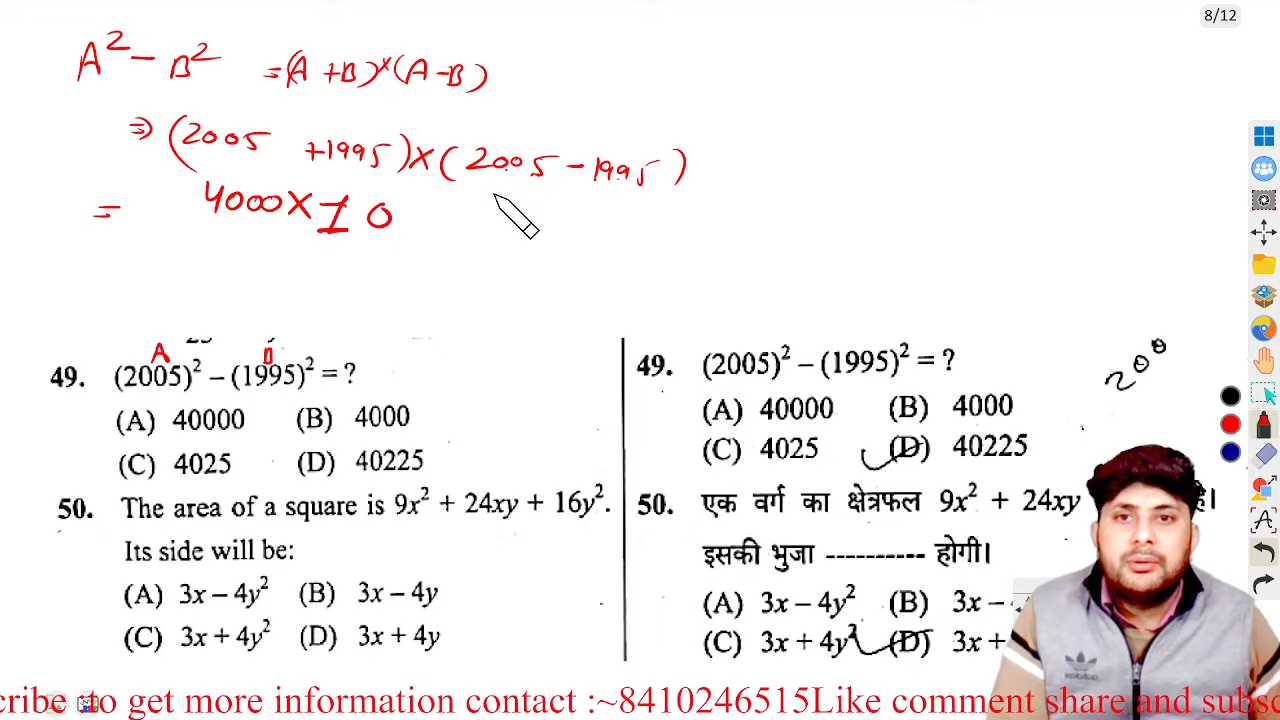 8/12
A² − B² = (A + B) × (A − B)
⇒ (2005 + 1995) × (2005 − 1995)
= 4000 × 10
A B
49. (2005)² − (1995)² = ?
(A) 40000 (B) 4000
(C) 4025 (D) 40225
50. The area of a square is 9x² + 24xy + 16y².
Its side will be:
(A) 3x − 4y² (B) 3x − 4y
(C) 3x + 4y² (D) 3x + 4y
200
49. (2005)² − (1995)² = ?
(A) 40000 (B) 4000
(C) 4025 (D) 40225
50. एक वर्ग का क्षेत्रफल 9x² + 24xy है।
इसकी भुजा ---------- होगी।
(A) 3x − 4y² (B) 3x −
(C) 3x + 4y² (D) 3x +
A
cribe to get more information contact :~8410246515Like comment share and subsc